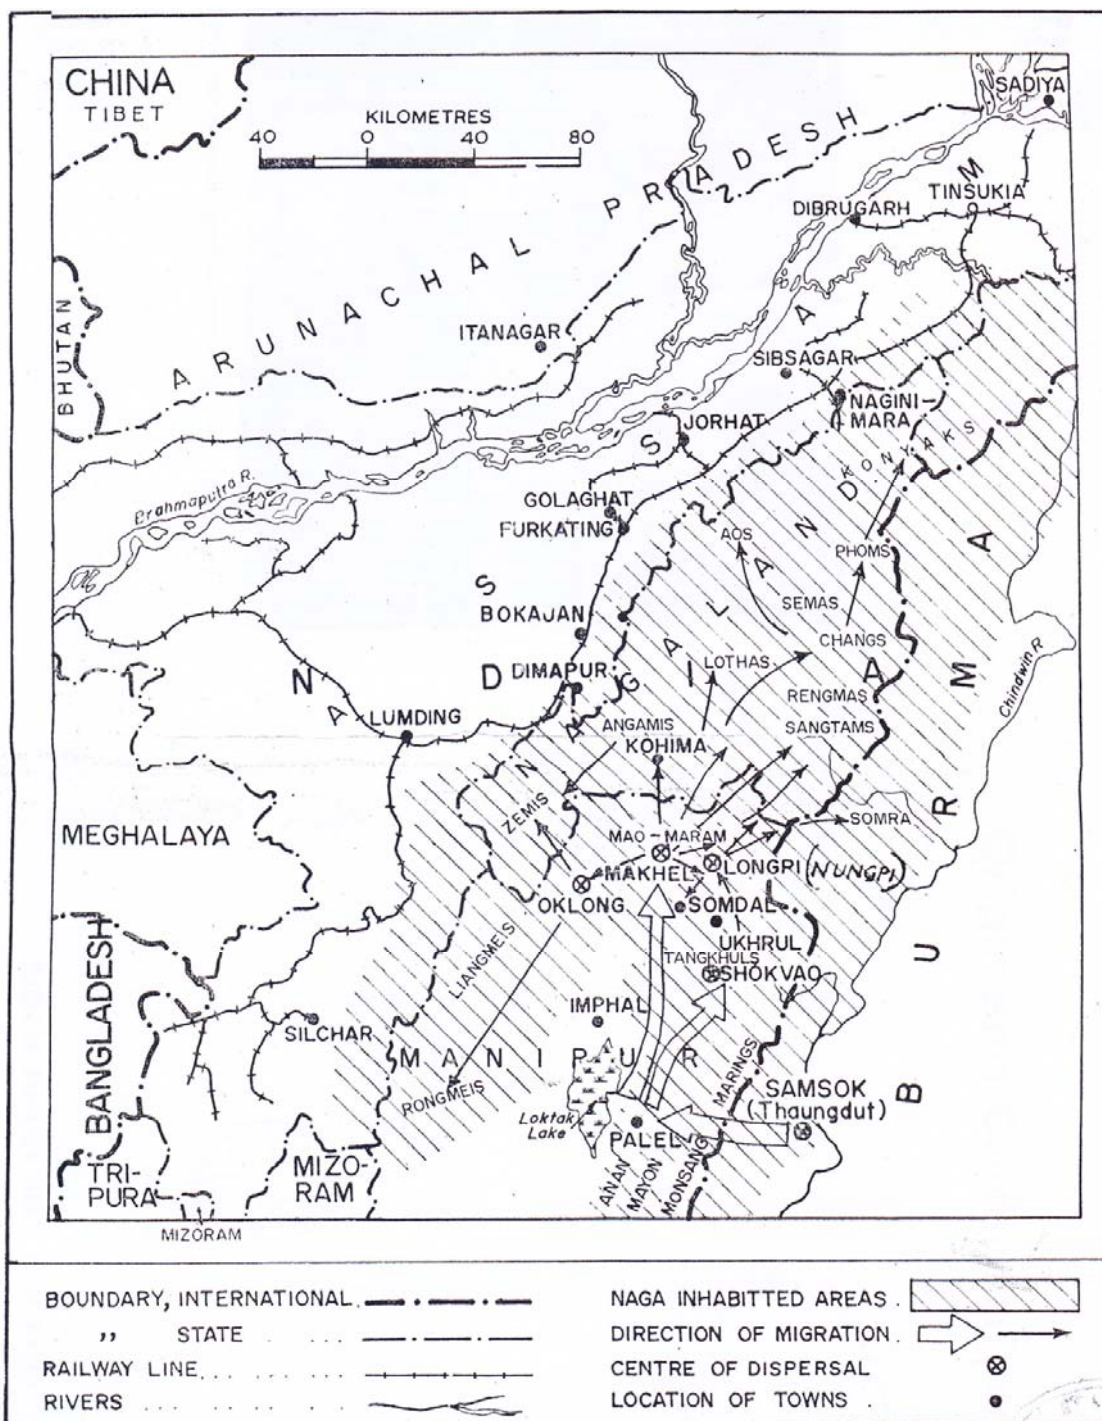 CHINA
TIBET
KILOMETRES
40 0 40 80
SADIYA
ARUNACHAL PRADESH
TINSUKIA
DIBRUGARH
BHUTAN
ITANAGAR
SIBSAGAR
NAGINI-
MARA
JORHAT
KONYAKS
Brahmaputra R.
GOLAGHAT
FURKATING
AOS
PHOMS
SEMAS
BOKAJAN
CHANGS
DIMAPUR
LOTHAS
Chindwin R
RENGMAS
LUMDING
ANGAMIS
SANGTAMS
KOHIMA
NAGALAND
ASSAM
INDIA
BURMA
ZEMIS
SOMRA
MEGHALAYA
MAO-MARAM
MAKHEL
LONGPI (NUNGPI)
OKLONG
SOMDAL
UKHRUL
TANGKHULS
SHOKVAO
LIANGMEIS
BANGLADESH
IMPHAL
SILCHAR
MANIPUR
RONGMEIS
MARINGS
SAMSOK
(Thaungdut)
Loktak
Lake
PALEL
ANAN
MAYON
MONSANG
TRI-
PURA
MIZO-
RAM
MIZORAM
BOUNDARY, INTERNATIONAL.
,, STATE . . . . .
RAILWAY LINE . . . . . . .
RIVERS . . . . . . . . . .
NAGA INHABITTED AREAS .
DIRECTION OF MIGRATION .
CENTRE OF DISPERSAL
LOCATION OF TOWNS .